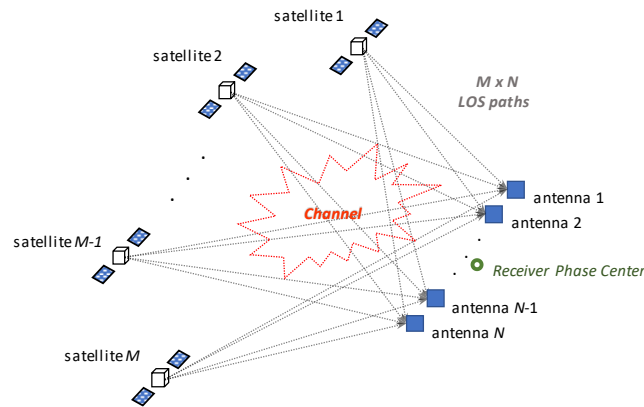 satellite 1
satellite 2
M x N
LOS paths
antenna 1
Channel
antenna 2
satellite M-1
Receiver Phase Center
antenna N-1
antenna N
satellite M